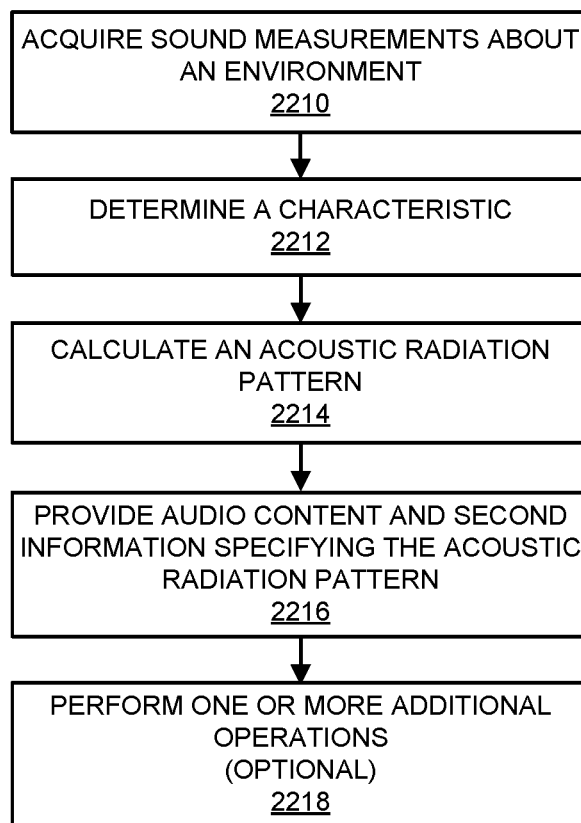 ACQUIRE SOUND MEASUREMENTS ABOUT
AN ENVIRONMENT
2210
DETERMINE A CHARACTERISTIC
2212
CALCULATE AN ACOUSTIC RADIATION
PATTERN
2214
PROVIDE AUDIO CONTENT AND SECOND
INFORMATION SPECIFYING THE ACOUSTIC
RADIATION PATTERN
2216
PERFORM ONE OR MORE ADDITIONAL
OPERATIONS
(OPTIONAL)
2218